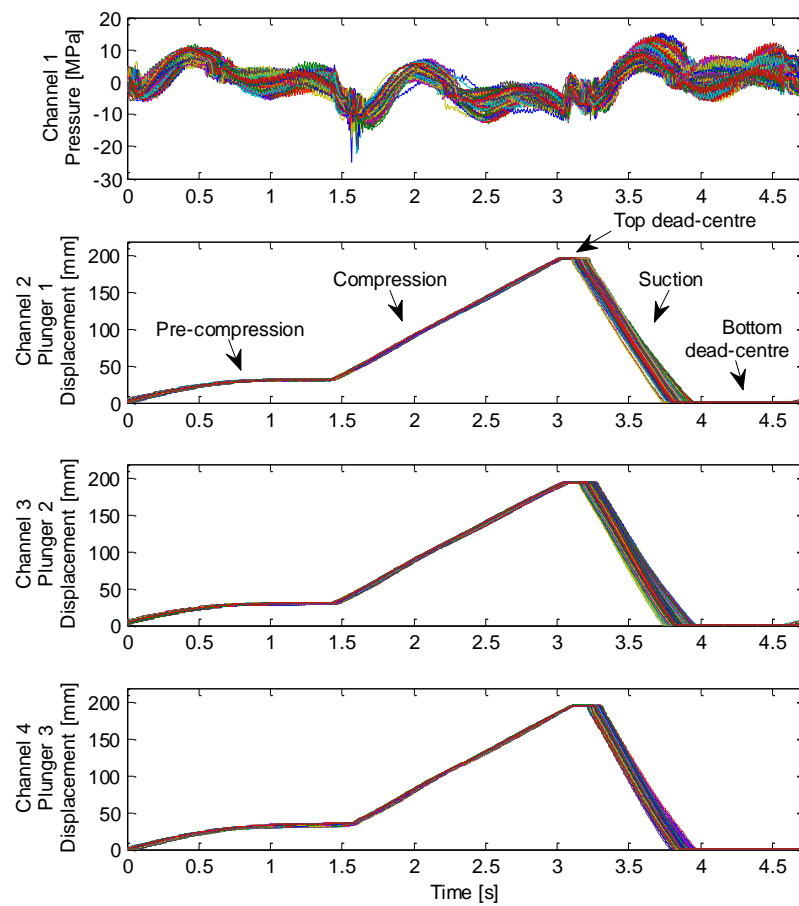 20
10
0
-10
-20
-30
Channel 1
Pressure [MPa]
0 0.5 1 1.5 2 2.5 3 3.5 4 4.5
Top dead-centre
200
150
100
50
0
Channel 2
Plunger 1
Displacement [mm]
Pre-compression
Compression
Suction
Bottom
dead-centre
0 0.5 1 1.5 2 2.5 3 3.5 4 4.5
200
150
100
50
0
Channel 3
Plunger 2
Displacement [mm]
0 0.5 1 1.5 2 2.5 3 3.5 4 4.5
200
150
100
50
0
Channel 4
Plunger 3
Displacement [mm]
0 0.5 1 1.5 2 2.5 3 3.5 4 4.5
Time [s]